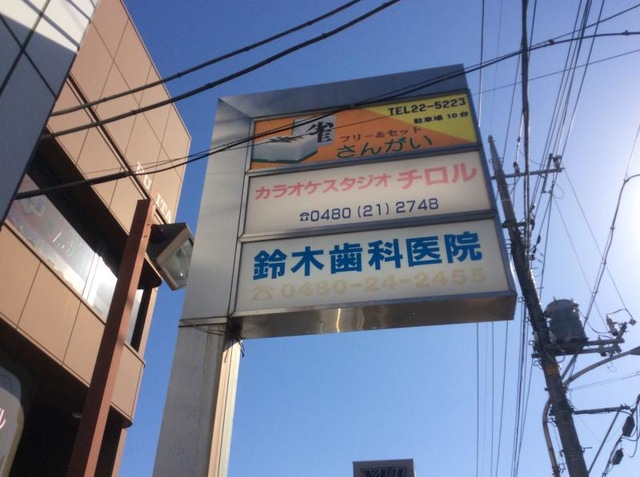 TEL22-5223
駐車場10台
雀
フリー&セット
さんがい
カラオケスタジオ チロル
☎0480(21)2748
鈴木歯科医院
☎0480-24-2455